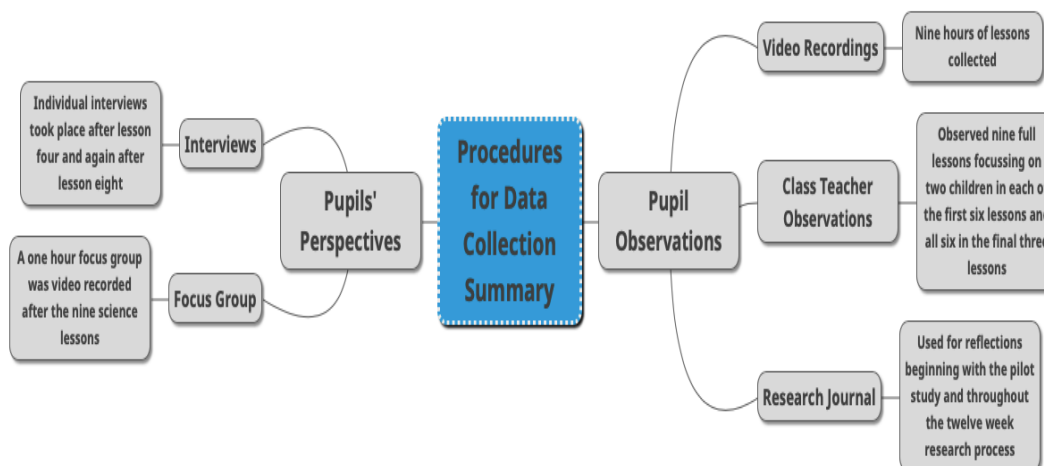 Procedures
for Data
Collection
Summary
Pupils'
Perspectives
Interviews
Individual interviews
took place after lesson
four and again after
lesson eight
Focus Group
A one hour focus group
was video recorded
after the nine science
lessons
Pupil
Observations
Video Recordings
Nine hours of lessons
collected
Class Teacher
Observations
Observed nine full
lessons focussing on
two children in each
the first six lessons
all six in the final three
lessons
Research Journal
Used for reflections
beginning with the pilot
study and throughout
the twelve week
research process